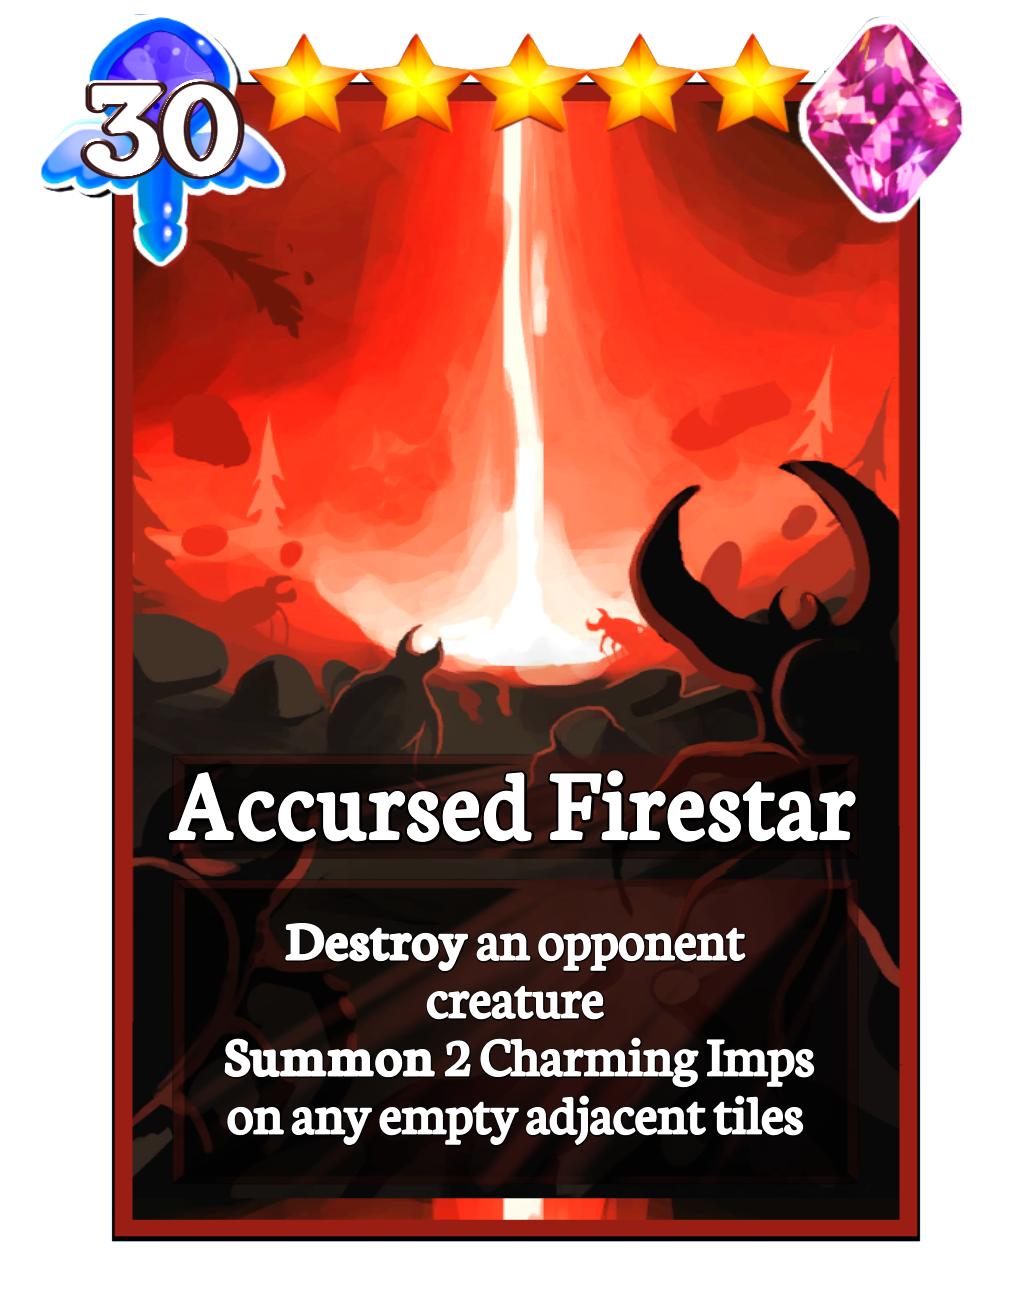 30
Accursed Firestar
Destroy an opponent
creature
Summon 2 Charming Imps
on any empty adjacent tiles